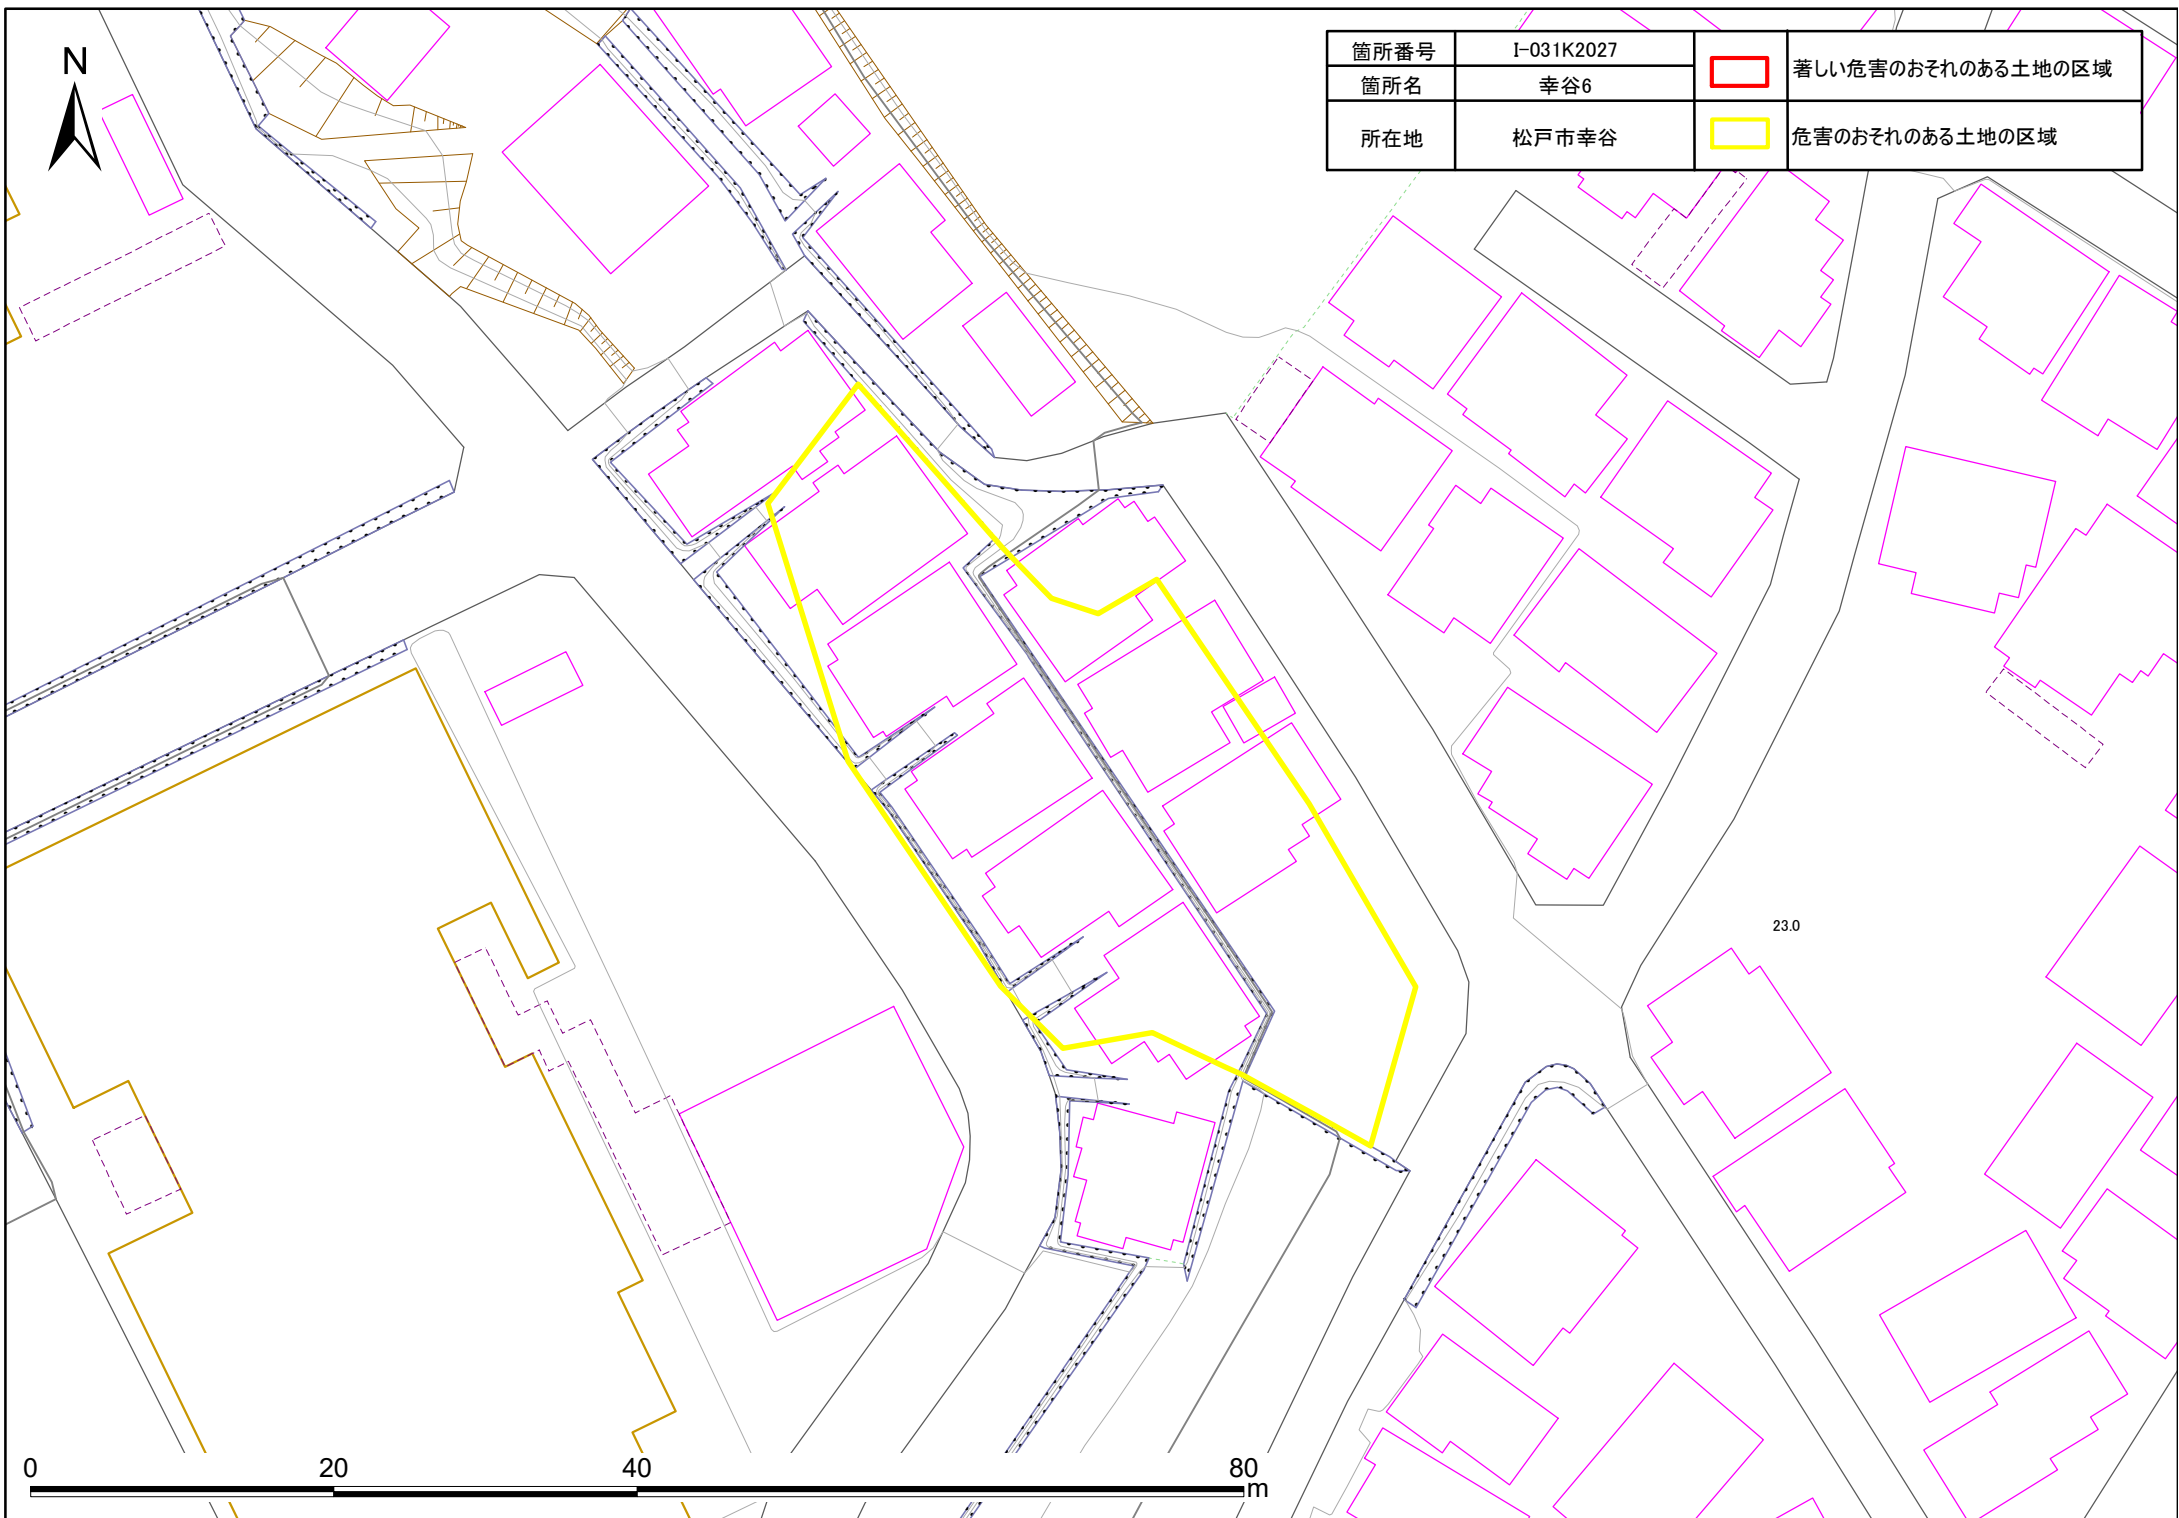 N
箇所番号 I-031K2027 著しい危害のおそれのある土地の区域
箇所名 幸谷6
所在地 松戸市幸谷 危害のおそれのある土地の区域
23.0
0 20 40 80
m